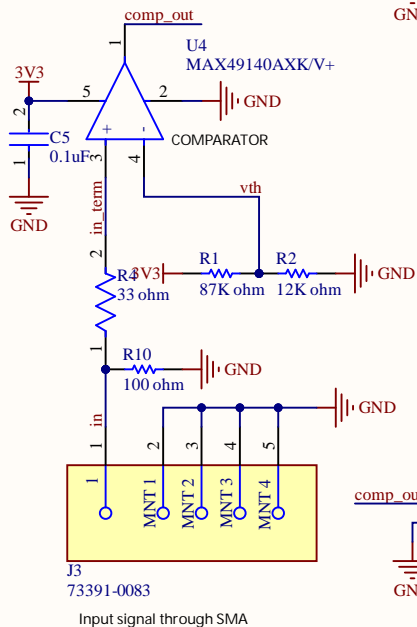 comp_out
GN
1
U4
MAX49140AXK/V+
3V3
5
2
GND
2
C5
0.1uF
1
+
-
COMPARATOR
3
4
GND
in_term
vth
2
R4
33 ohm
3V3
R1
87K ohm
R2
12K ohm
GND
1
R10
100 ohm
GND
in
GND
1
2
3
4
5
1
MNT 1
MNT 2
MNT 3
MNT 4
comp_ou
J3
73391-0083
GN
Input signal through SMA